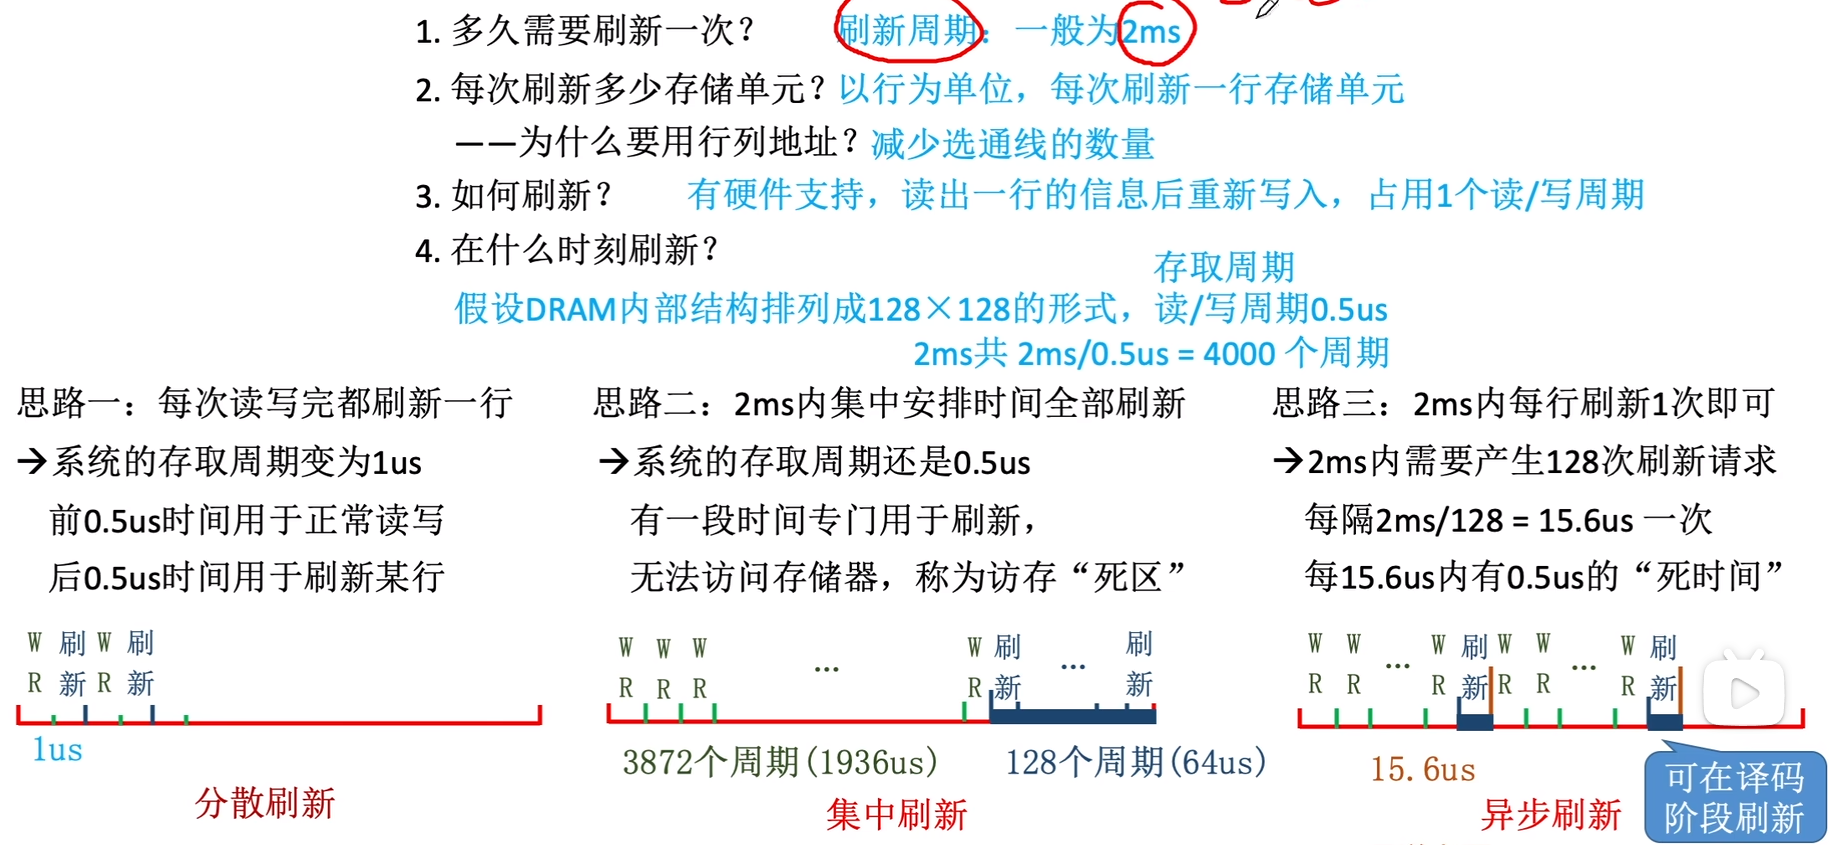 1. 多久需要刷新一次？ 刷新周期：一般为2ms
2. 每次刷新多少存储单元？以行为单位，每次刷新一行存储单元
——为什么要用行列地址？减少选通线的数量
3. 如何刷新？ 有硬件支持，读出一行的信息后重新写入，占用1个读/写周期
4. 在什么时刻刷新？
存取周期
假设DRAM内部结构排列成128×128的形式，读/写周期0.5us
2ms共 2ms/0.5us = 4000 个周期
思路一：每次读写完都刷新一行
→系统的存取周期变为1us
前0.5us时间用于正常读写
后0.5us时间用于刷新某行
W 刷 W 刷
R 新 R 新
1us
分散刷新
思路二：2ms内集中安排时间全部刷新
→系统的存取周期还是0.5us
有一段时间专门用于刷新，
无法访问存储器，称为访存“死区”
W W W ... W 刷 ... 刷
R R R R 新 新
3872个周期(1936us) 128个周期(64us)
集中刷新
思路三：2ms内每行刷新1次即可
→2ms内需要产生128次刷新请求
每隔2ms/128 = 15.6us 一次
每15.6us内有0.5us的“死时间”
W W ... W 刷 W W ... W 刷
R R R 新 R R R 新
15.6us
异步刷新
可在译码
阶段刷新